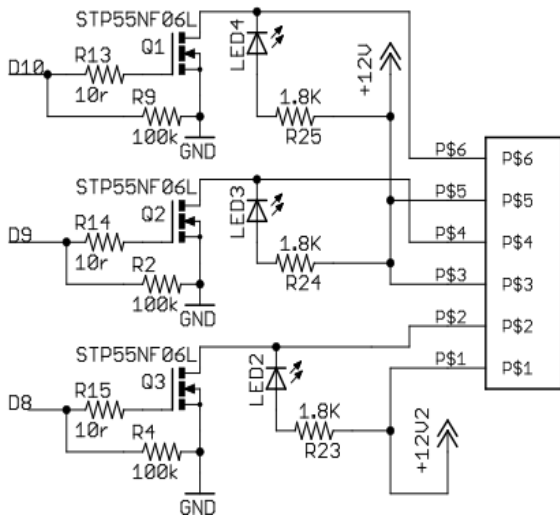 STP55NF06L
Q1
D10
R13
10r
R9
100k
GND
LED4
1.8K
R25
+12V
STP55NF06L
Q2
D9
R14
10r
R2
100k
GND
LED3
1.8K
R24
STP55NF06L
Q3
D8
R15
10r
R4
100k
GND
LED2
1.8K
R23
+12V2
P$6 P$6
P$5 P$5
P$4 P$4
P$3 P$3
P$2 P$2
P$1 P$1